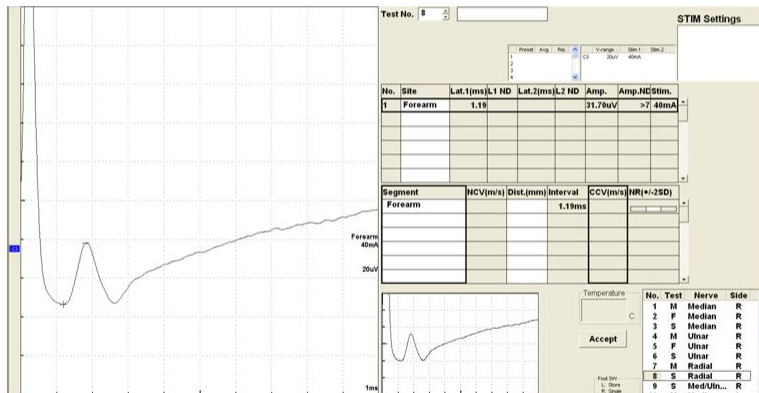 Test No. 8
STIM Settings
Preset Avg. Rej. V-range... Stim.1 Stim.2
1 C3 20uV 40mA
2
3
4
No. Site Lat.1(ms) L1 ND Lat.2(ms) L2 ND Amp. Amp.ND Stim.
1 Forearm 1.19 31.70uV >7 40mA
Segment NCV(m/s) Dist.(mm) Interval CCV(m/s) NR(+/-2SD)
Forearm 1.19ms
Forearm
40mA
20uV
1ms
Temperature
C
Accept
Foot SW
L: Store
R: Single
No. Test Nerve Side
1 M Median R
2 F Median R
3 S Median R
4 M Ulnar R
5 F Ulnar R
6 S Ulnar R
7 M Radial R
8 S Radial R
9 S Med/Uln... R